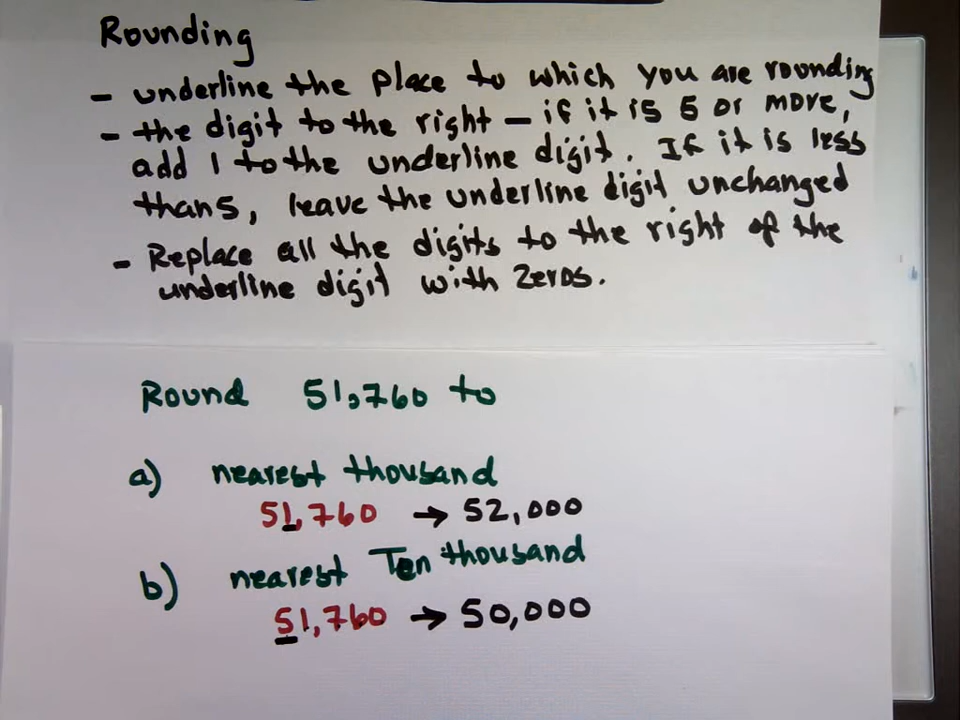 Rounding
- underline the place to which you are rounding
- the digit to the right - if it is 5 or more,
add 1 to the underline digit. If it is less
than 5, leave the underline digit unchanged
- Replace all the digits to the right of the
underline digit with zeros.
Round 51,760 to
a) nearest thousand
51,760 → 52,000
b) nearest Ten thousand
51,760 → 50,000